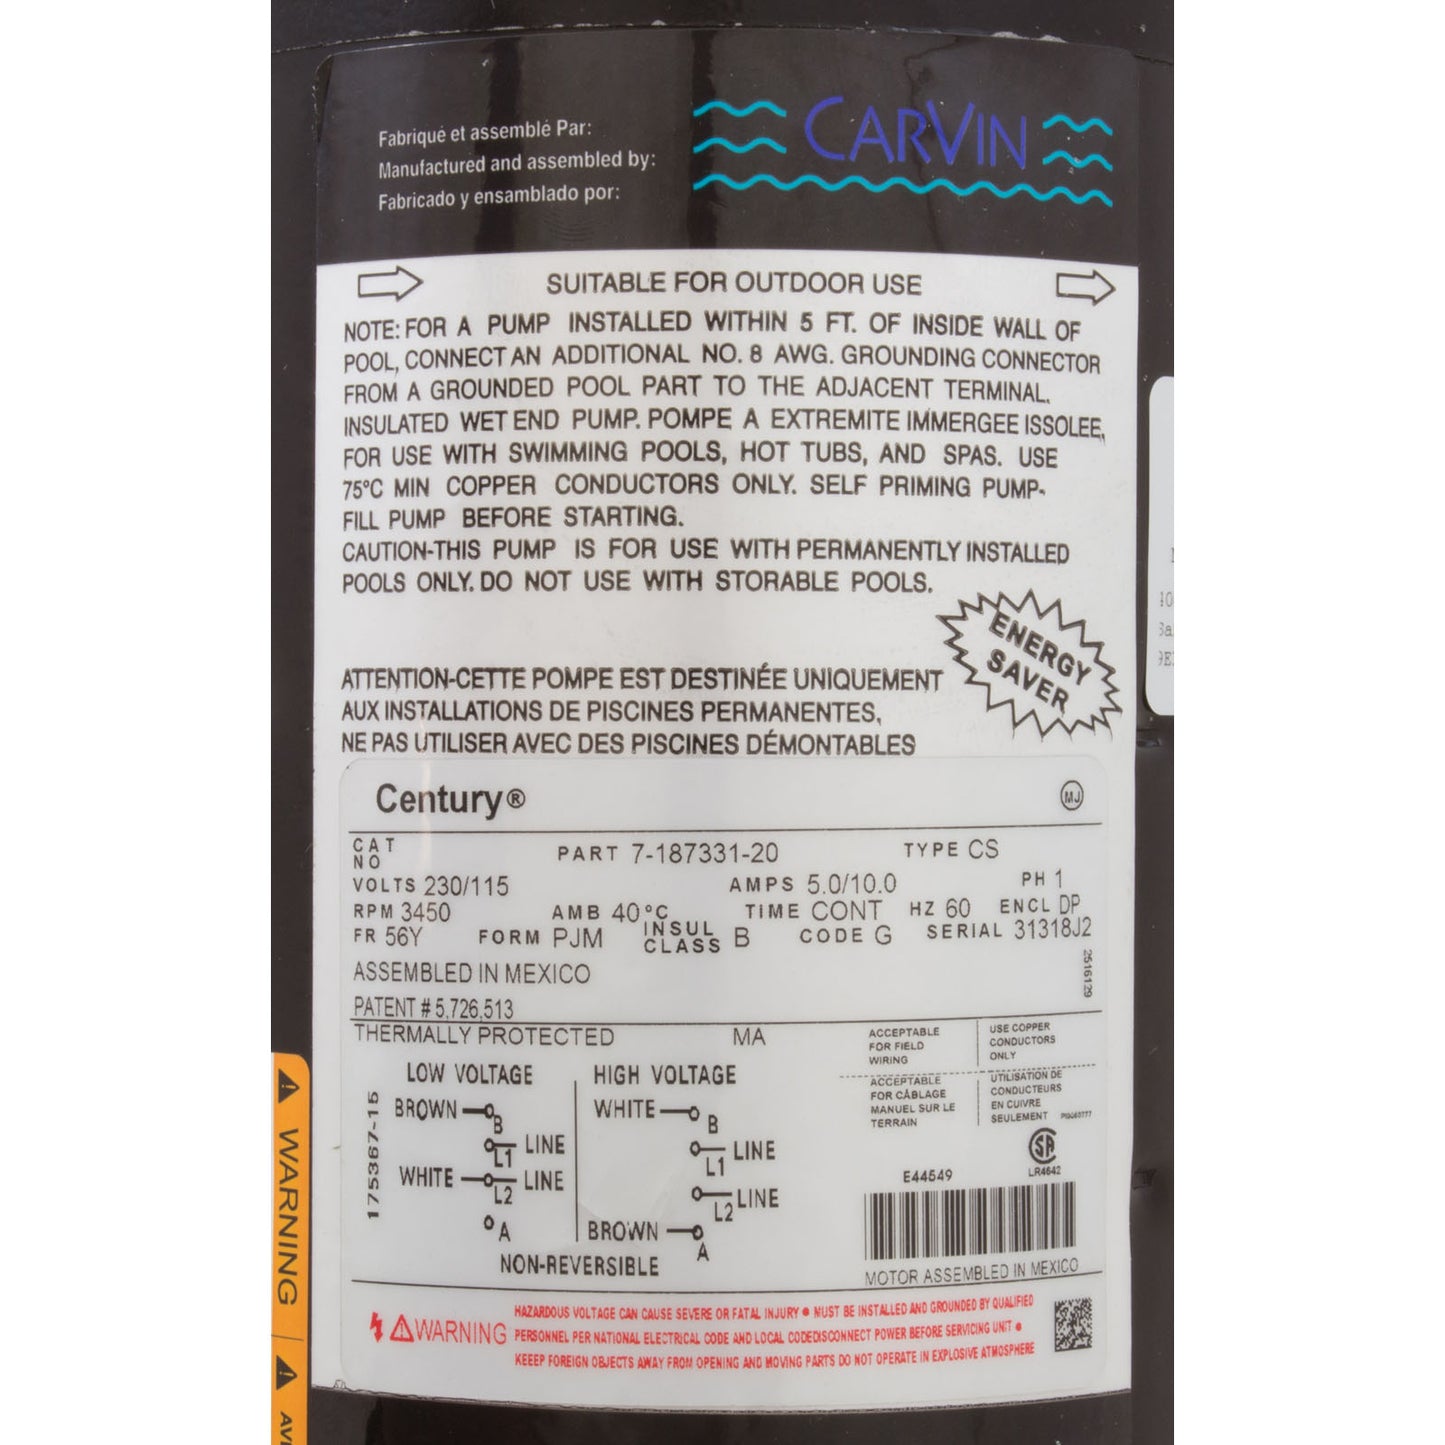 Fabriqué et assemblé Par:
Manufactured and assembled by:
Fabricado y ensamblado por:
CARVIN
SUITABLE FOR OUTDOOR USE
NOTE: FOR A PUMP INSTALLED WITHIN 5 FT. OF INSIDE WALL OF
POOL, CONNECT AN ADDITIONAL NO. 8 AWG. GROUNDING CONNECTOR
FROM A GROUNDED POOL PART TO THE ADJACENT TERMINAL.
INSULATED WET END PUMP. POMPE A EXTREMITE IMMERGEE ISSOLEE,
FOR USE WITH SWIMMING POOLS, HOT TUBS, AND SPAS. USE
75°C MIN COPPER CONDUCTORS ONLY. SELF PRIMING PUMP-
FILL PUMP BEFORE STARTING.
CAUTION-THIS PUMP IS FOR USE WITH PERMANENTLY INSTALLED
POOLS ONLY. DO NOT USE WITH STORABLE POOLS.
ENERGY
SAVER
ATTENTION-CETTE POMPE EST DESTINÉE UNIQUEMENT
AUX INSTALLATIONS DE PISCINES PERMANENTES,
NE PAS UTILISER AVEC DES PISCINES DÉMONTABLES
Century® MJ
CAT NO PART 7-187331-20 TYPE CS
VOLTS 230/115 AMPS 5.0/10.0 PH 1
RPM 3450 AMB 40°C TIME CONT HZ 60 ENCL DP
FR 56Y FORM PJM INSUL CLASS B CODE G SERIAL 31318J2
ASSEMBLED IN MEXICO
2516129
PATENT # 5,726,513
THERMALLY PROTECTED MA
ACCEPTABLE
FOR FIELD
WIRING
USE COPPER
CONDUCTORS
ONLY
ACCEPTABLE
FOR CÂBLAGE
MANUEL SUR LE
TERRAIN
UTILISATION DE
CONDUCTEURS
EN CUIVRE
SEULEMENT
175367-15
LOW VOLTAGE
BROWN B
L1 LINE
WHITE L2 LINE
A
HIGH VOLTAGE
WHITE B
L1 LINE
L2 LINE
BROWN A
NON-REVERSIBLE
E44549
SA
LR4642
MOTOR ASSEMBLED IN MEXICO
WARNING
HAZARDOUS VOLTAGE CAN CAUSE SEVERE OR FATAL INJURY ● MUST BE INSTALLED AND GROUNDED BY QUALIFIED
PERSONNEL PER NATIONAL ELECTRICAL CODE AND LOCAL CODEDISCONNECT POWER BEFORE SERVICING UNIT ●
KEEEP FOREIGN OBJECTS AWAY FROM OPENING AND MOVING PARTS DO NOT OPERATE IN EXPLOSIVE ATMOSPHERE
WARNING